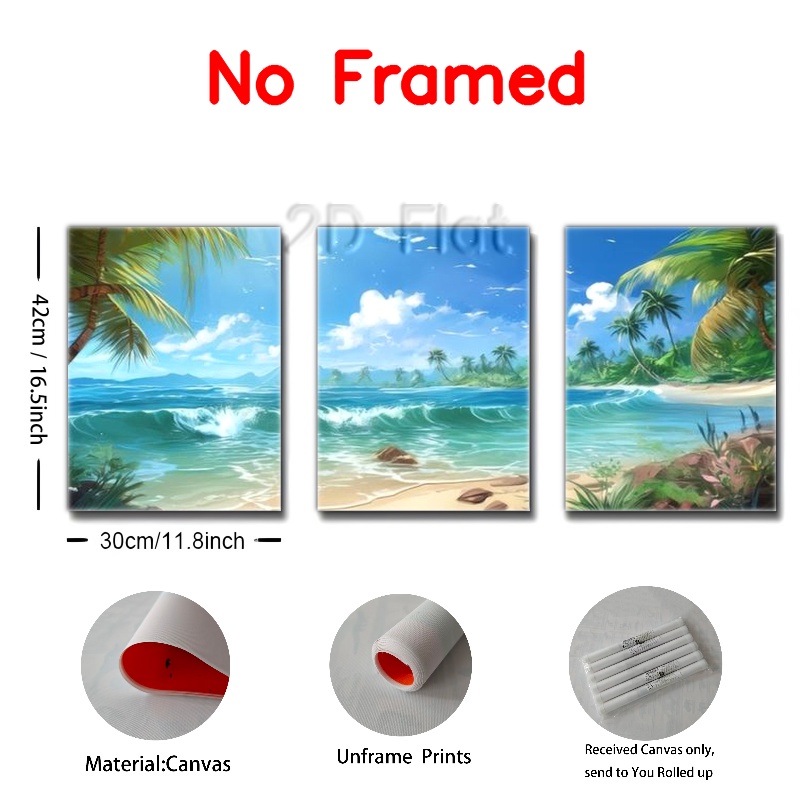 No Framed
2D Flat
42cm / 16.5inch
30cm/11.8inch
Material:Canvas
Unframe Prints
Received Canvas only,
send to You Rolled up